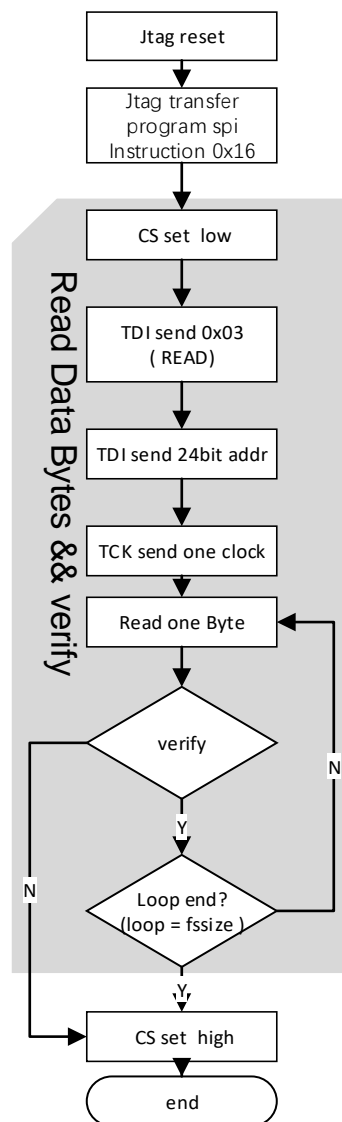 Jtag reset
Jtag transfer
program spi
Instruction 0x16
CS set low
TDI send 0x03
( READ)
TDI send 24bit addr
TCK send one clock
Read one Byte
Read Data Bytes && verify
verify
N
Y
N
Loop end?
(loop = fssize )
Y
CS set high
end